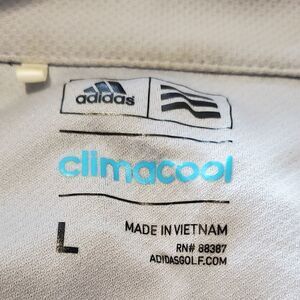 adidas
climacool
L
MADE IN VIETNAM
RN# 88387
ADIDASGOLF.COM